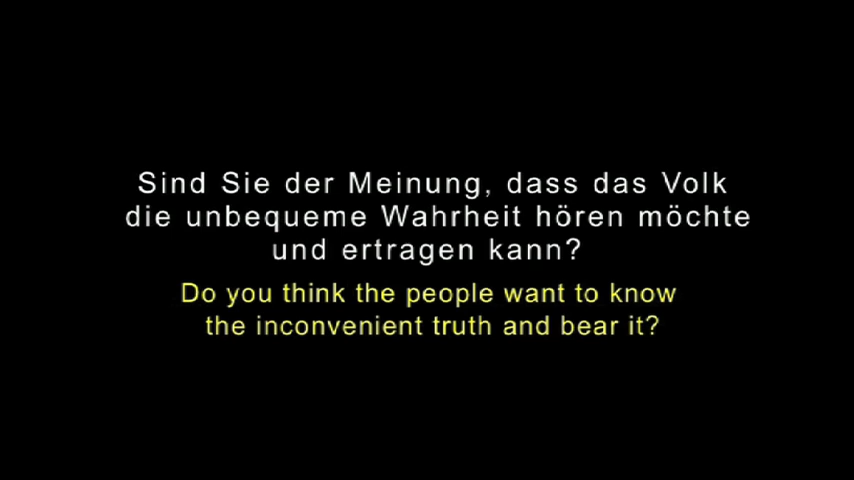 Sind Sie der Meinung, dass das Volk
die unbequeme Wahrheit hören möchte
und ertragen kann?
Do you think the people want to know
the inconvenient truth and bear it?